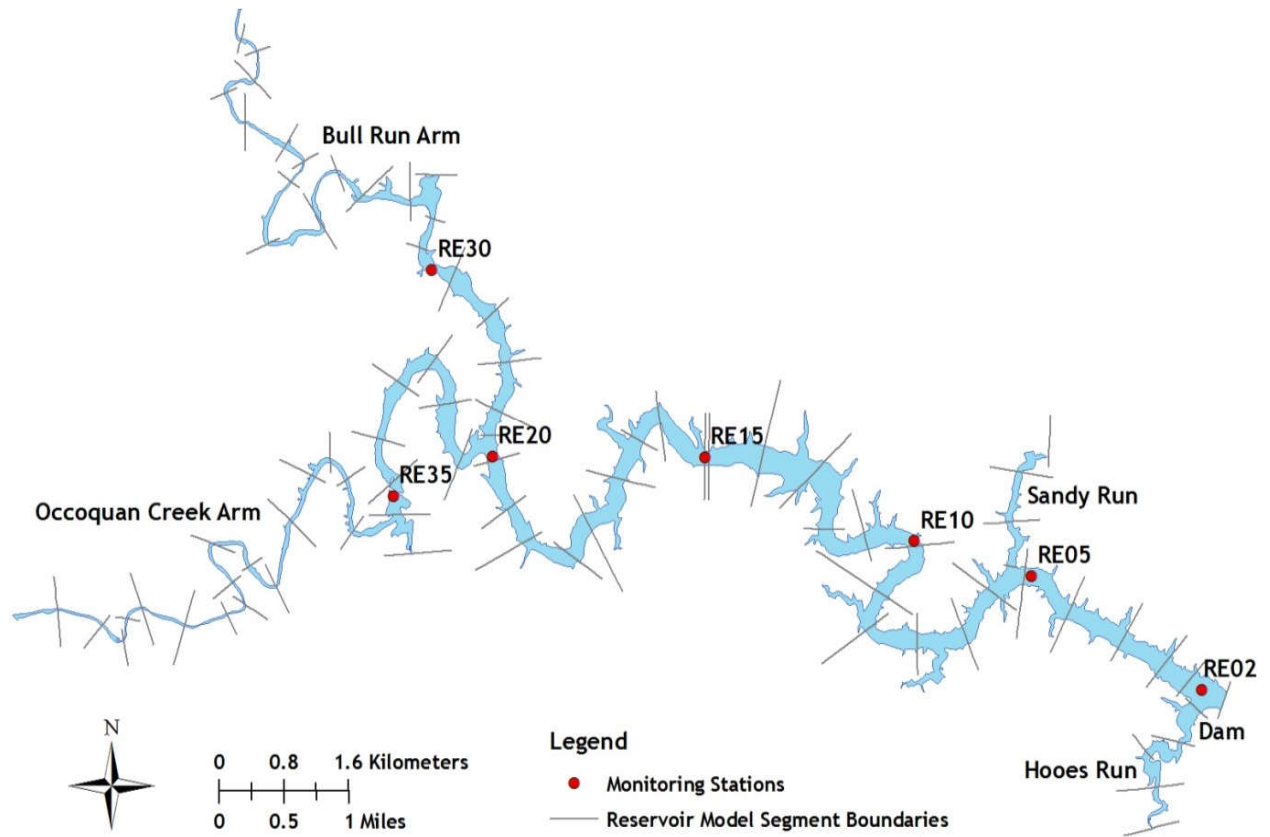 Bull Run Arm
RE30
RE20
RE15
RE35
Occoquan Creek Arm
Sandy Run
RE10
RE05
RE02
Dam
Hooes Run
N
0 0.8 1.6 Kilometers
0 0.5 1 Miles
Legend
Monitoring Stations
Reservoir Model Segment Boundaries